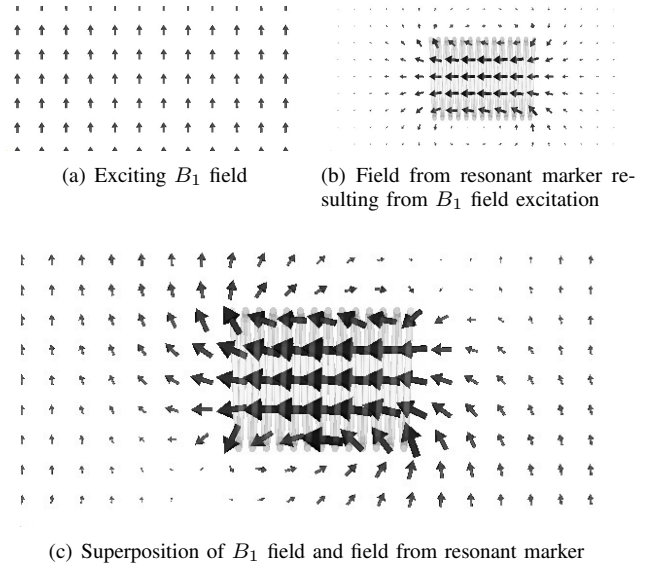 (a) Exciting B₁ field
(b) Field from resonant marker re-
sulting from B₁ field excitation
(c) Superposition of B₁ field and field from resonant marker